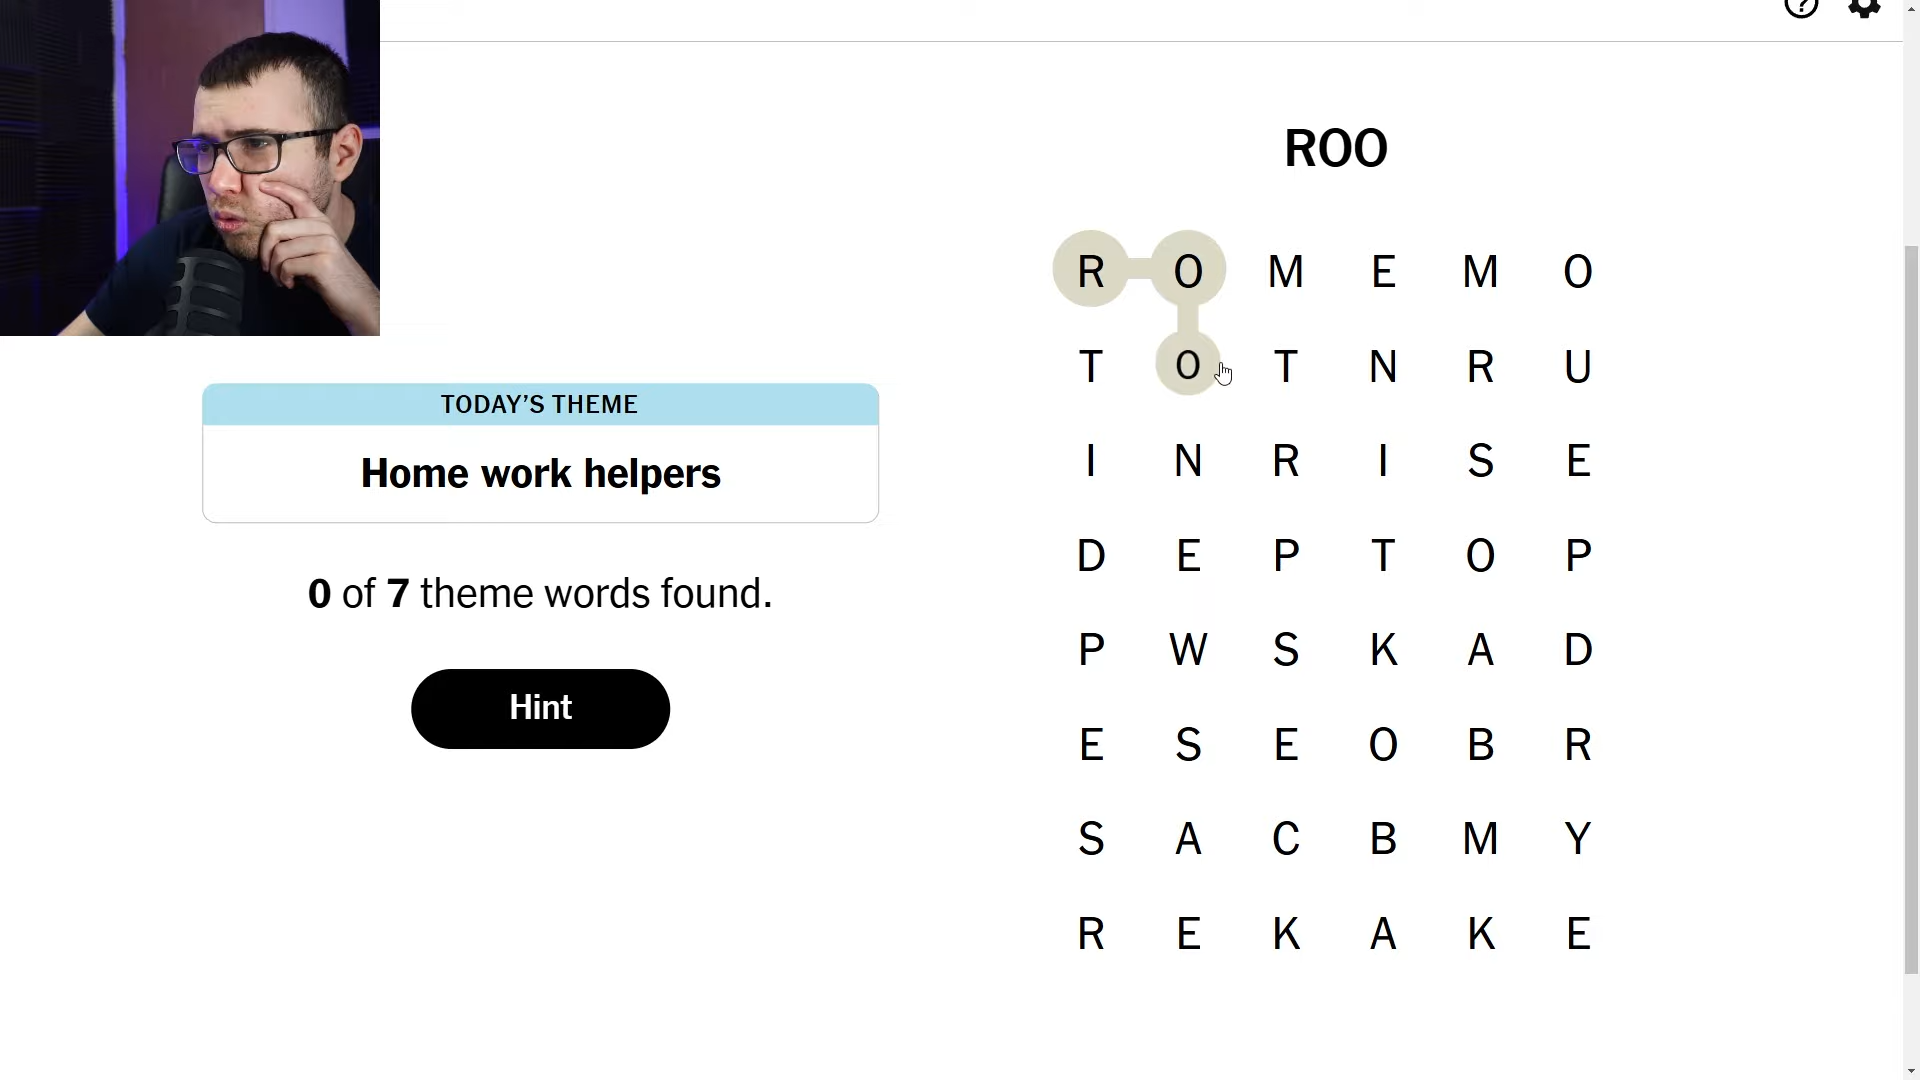 ROO
R O M E M O
T O T N R U
I N R I S E
D E P T O P
P W S K A D
E S E O B R
S A C B M Y
R E K A K E
TODAY'S THEME
Home work helpers
0 of 7 theme words found.
Hint
?